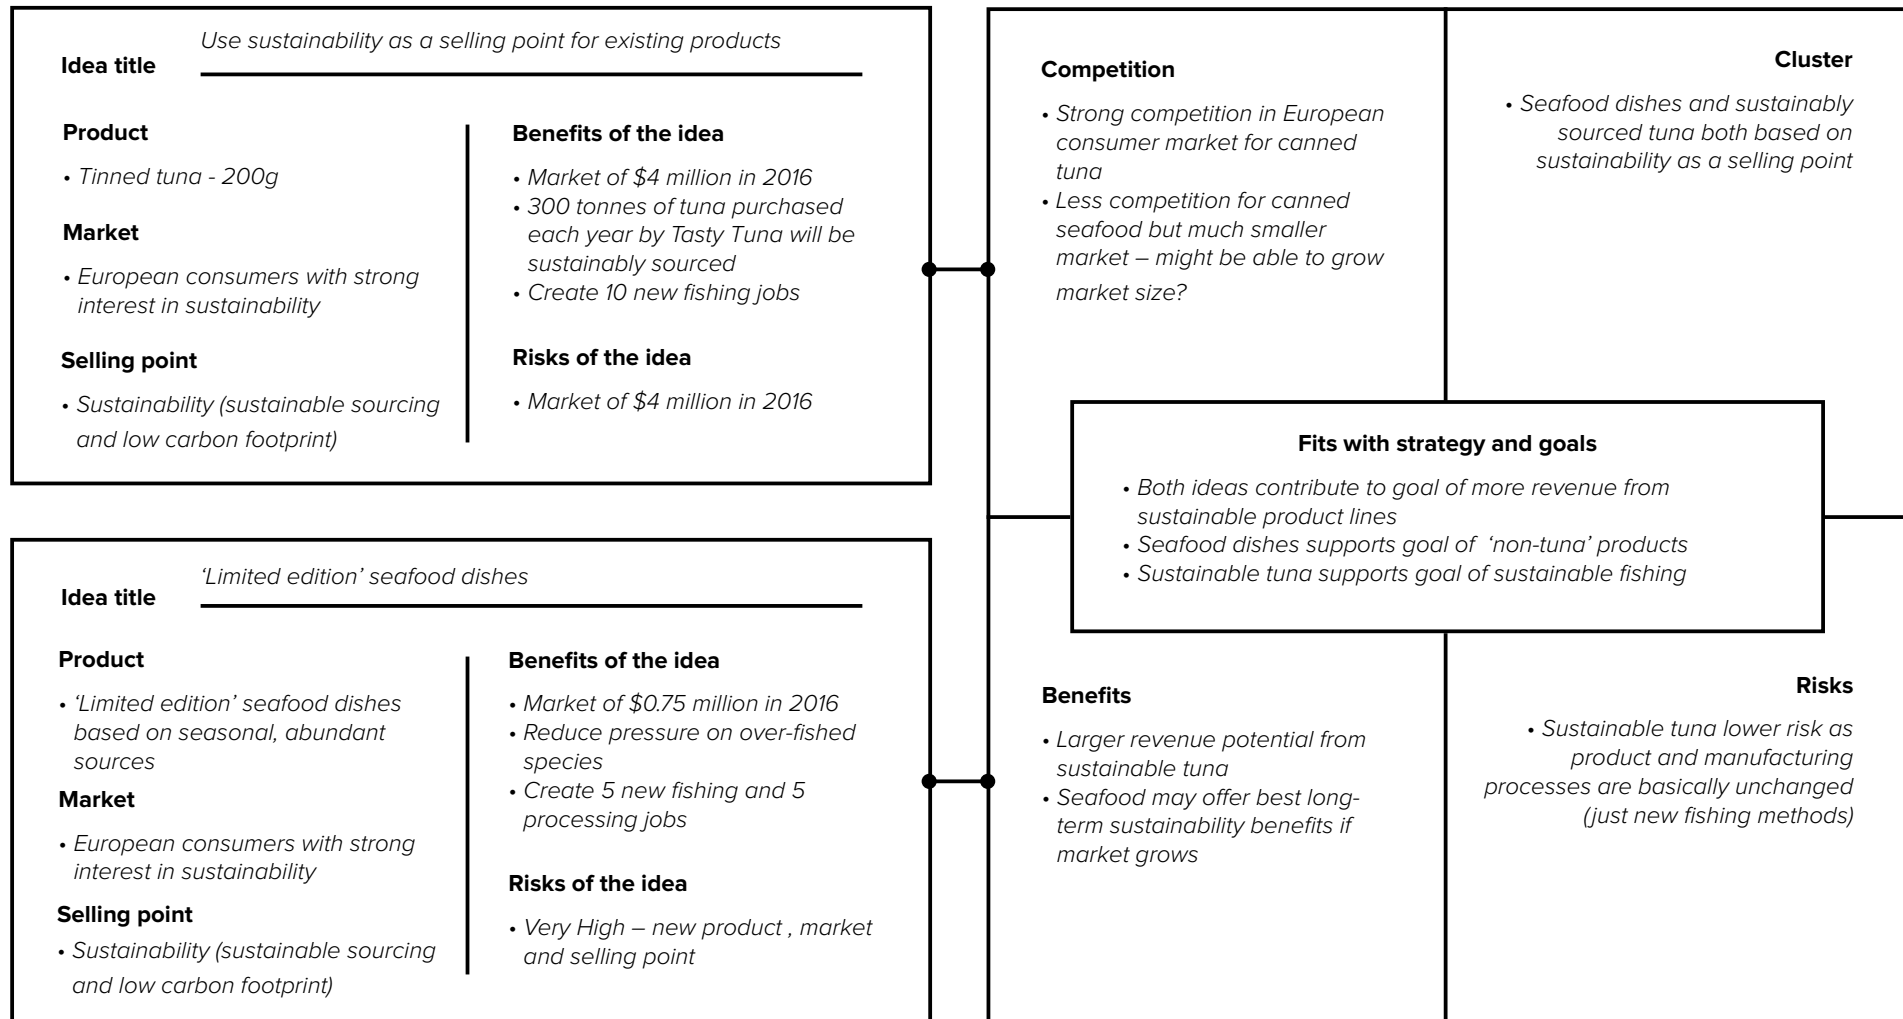 Use sustainability as a selling point for existing products
Idea title
Product
• Tinned tuna - 200g
Market
• European consumers with strong
interest in sustainability
Selling point
• Sustainability (sustainable sourcing
and low carbon footprint)
Benefits of the idea
• Market of $4 million in 2016
• 300 tonnes of tuna purchased
each year by Tasty Tuna will be
sustainably sourced
• Create 10 new fishing jobs
Risks of the idea
• Market of $4 million in 2016
‘Limited edition’ seafood dishes
Idea title
Product
• ‘Limited edition’ seafood dishes
based on seasonal, abundant
sources
Market
• European consumers with strong
interest in sustainability
Selling point
• Sustainability (sustainable sourcing
and low carbon footprint)
Benefits of the idea
• Market of $0.75 million in 2016
• Reduce pressure on over-fished
species
• Create 5 new fishing and 5
processing jobs
Risks of the idea
• Very High – new product , market
and selling point
Competition
• Strong competition in European
consumer market for canned
tuna
• Less competition for canned
seafood but much smaller
market – might be able to grow
market size?
Cluster
• Seafood dishes and sustainably
sourced tuna both based on
sustainability as a selling point
Fits with strategy and goals
• Both ideas contribute to goal of more revenue from
sustainable product lines
• Seafood dishes supports goal of ‘non-tuna’ products
• Sustainable tuna supports goal of sustainable fishing
Benefits
• Larger revenue potential from
sustainable tuna
• Seafood may offer best long-
term sustainability benefits if
market grows
Risks
• Sustainable tuna lower risk as
product and manufacturing
processes are basically unchanged
(just new fishing methods)